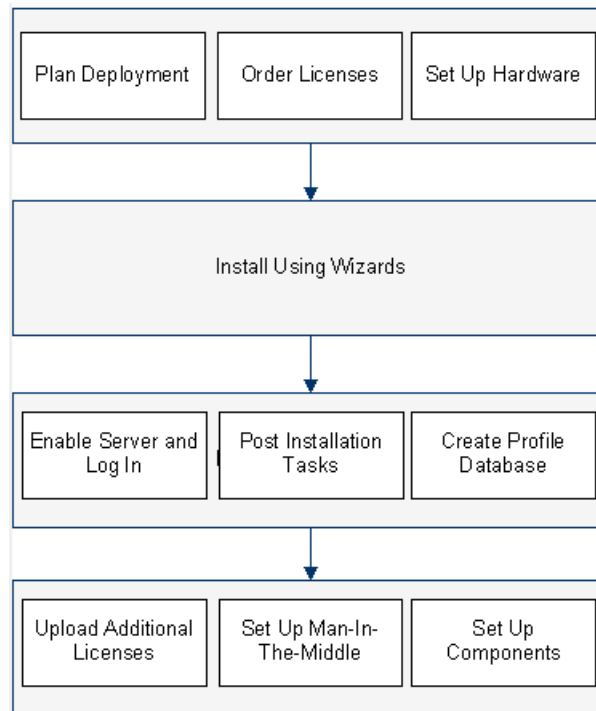 Plan Deployment
Order Licenses
Set Up Hardware
Install Using Wizards
Enable Server and
Log In
Post Installation
Tasks
Create Profile
Database
Upload Additional
Licenses
Set Up Man-In-
The-Middle
Set Up
Components